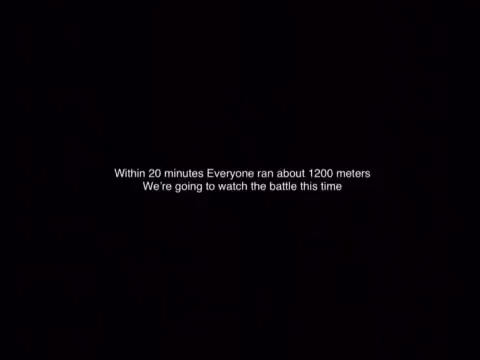 Within 20 minutes Everyone ran about 1200 meters
We're going to watch the battle this time